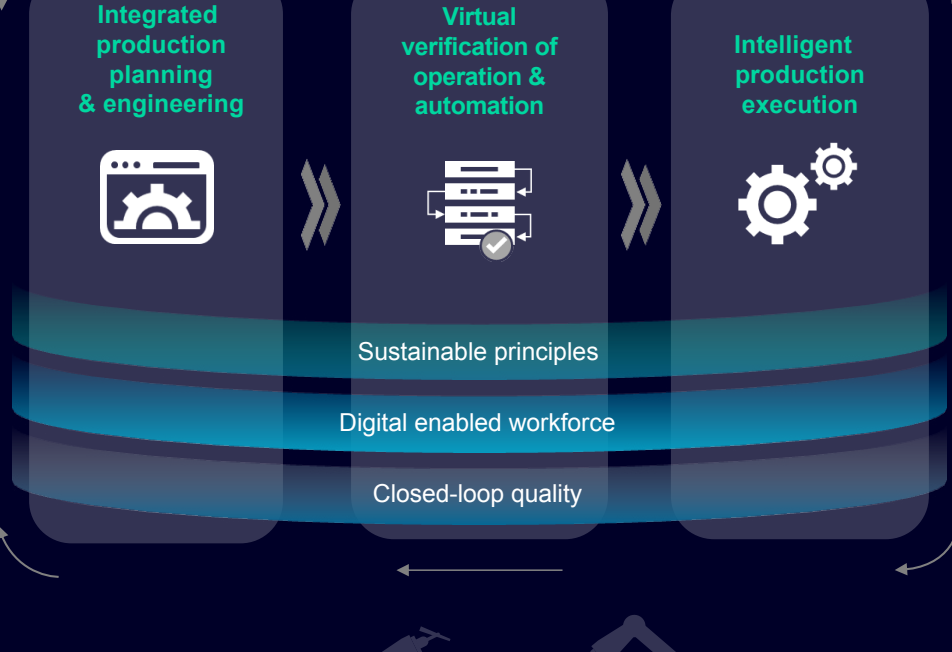 Integrated
production
planning
& engineering
Virtual
verification of
operation &
automation
Intelligent
production
execution
Sustainable principles
Digital enabled workforce
Closed-loop quality